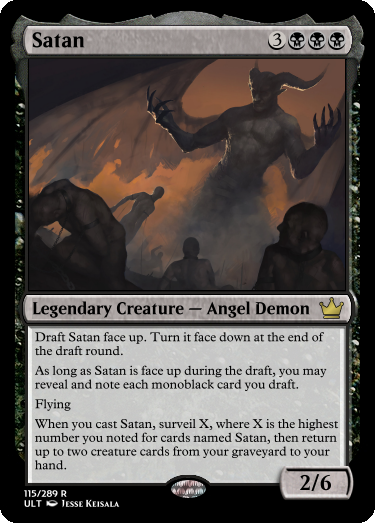 Satan 3
Legendary Creature — Angel Demon
Draft Satan face up. Turn it face down at the end of
the draft round.
As long as Satan is face up during the draft, you may
reveal and note each monoblack card you draft.
Flying
When you cast Satan, surveil X, where X is the highest
number you noted for cards named Satan, then return
up to two creature cards from your graveyard to your
hand.
2/6
115/289 R
ULT Jesse Keisala